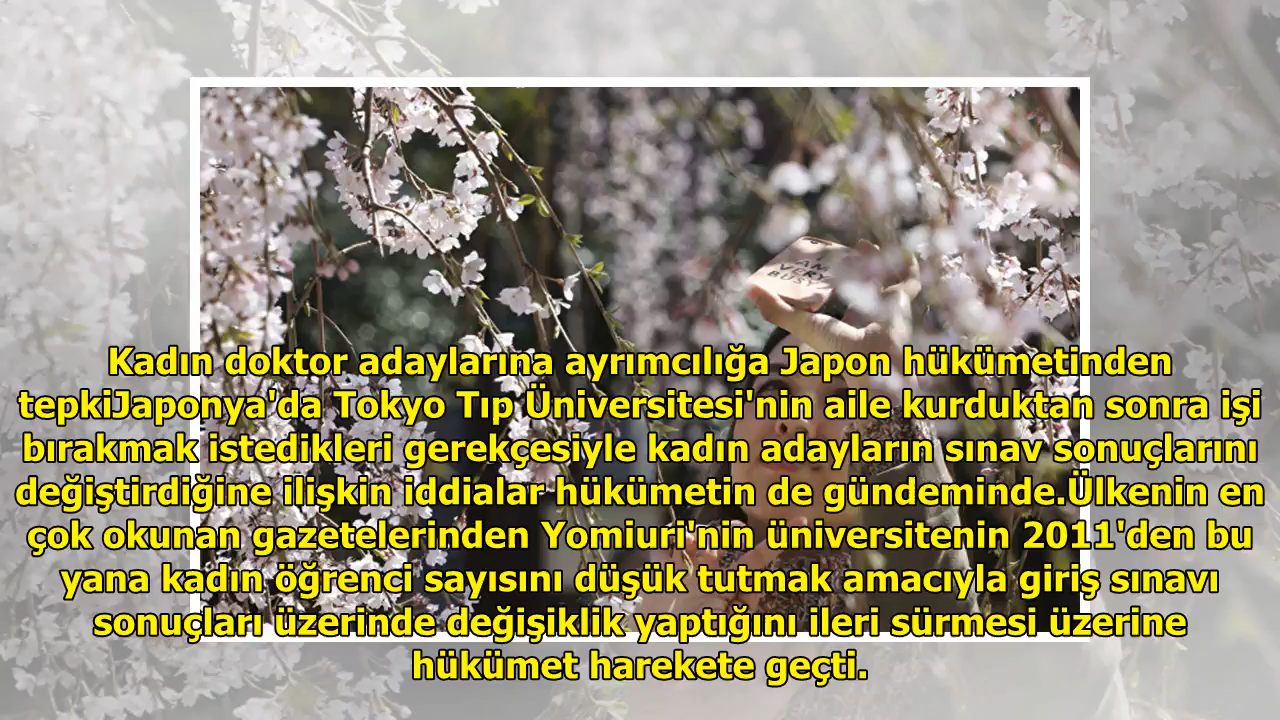 I
AM
VERY
BUSY
Kadın doktor adaylarına ayrımcılığa Japon hükümetinden
tepkiJaponya'da Tokyo Tıp Üniversitesi'nin aile kurduktan sonra işi
bırakmak istedikleri gerekçesiyle kadın adayların sınav sonuçlarını
değiştirdiğine ilişkin iddialar hükümetin de gündeminde.Ülkenin en
çok okunan gazetelerinden Yomiuri'nin üniversitenin 2011'den bu
yana kadın öğrenci sayısını düşük tutmak amacıyla giriş sınavı
sonuçları üzerinde değişiklik yaptığını ileri sürmesi üzerine
hükümet harekete geçti.